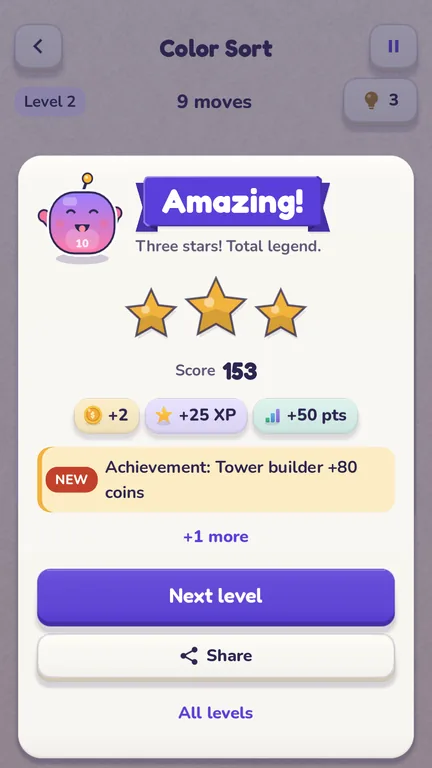 Color Sort
Level 2
9 moves
3
10
Amazing!
Three stars! Total legend.
Score 153
+2
+25 XP
+50 pts
NEW
Achievement: Tower builder +80
coins
+1 more
Next level
Share
All levels